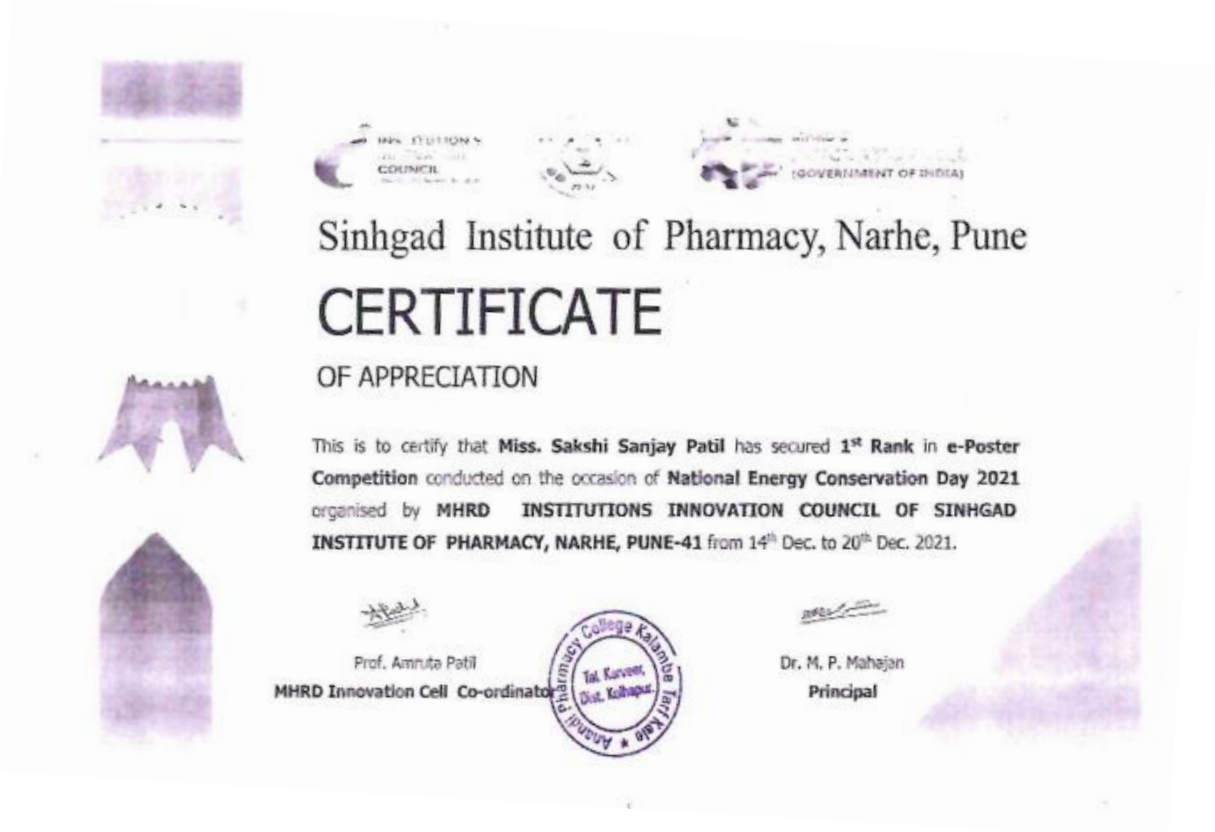 COUNCIL
(GOVERNMENT OF INDIA)
Sinhgad Institute of Pharmacy, Narhe, Pune
CERTIFICATE
OF APPRECIATION
This is to certify that Miss. Sakshi Sanjay Patil has secured 1st Rank in e-Poster
Competition conducted on the occasion of National Energy Conservation Day 2021
organised by MHRD INSTITUTIONS INNOVATION COUNCIL OF SINHGAD
INSTITUTE OF PHARMACY, NARHE, PUNE-41 from 14th Dec. to 20th Dec. 2021.
Prof. Amruta Patil
MHRD Innovation Cell Co-ordinator
Anandi Pharmacy College Kalambe Tarf Kale ★
Tal. Karveer,
Dist. Kolhapur.
Dr. M. P. Mahajan
Principal